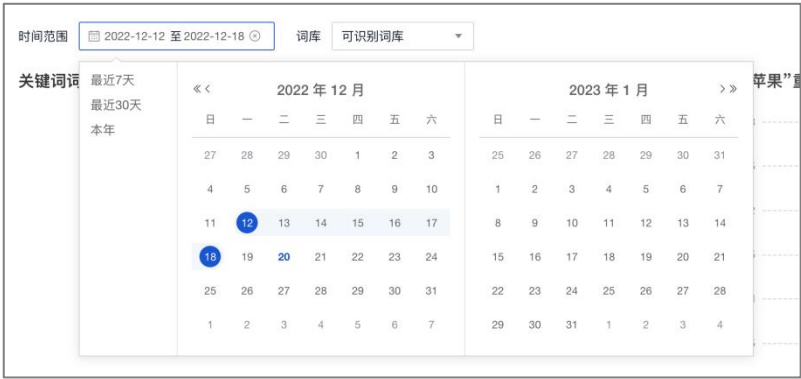 时间范围 2022-12-12 至 2022-12-18 词库 可识别词库
关键词词
苹果”重
最近7天
最近30天
本年
2022 年 12 月
日 一 二 三 四 五 六
27 28 29 30 1 2 3
4 5 6 7 8 9 10
11 12 13 14 15 16 17
18 19 20 21 22 23 24
25 26 27 28 29 30 31
1 2 3 4 5 6 7
2023 年 1 月
日 一 二 三 四 五 六
25 26 27 28 29 30 31
1 2 3 4 5 6 7
8 9 10 11 12 13 14
15 16 17 18 19 20 21
22 23 24 25 26 27 28
29 30 31 1 2 3 4